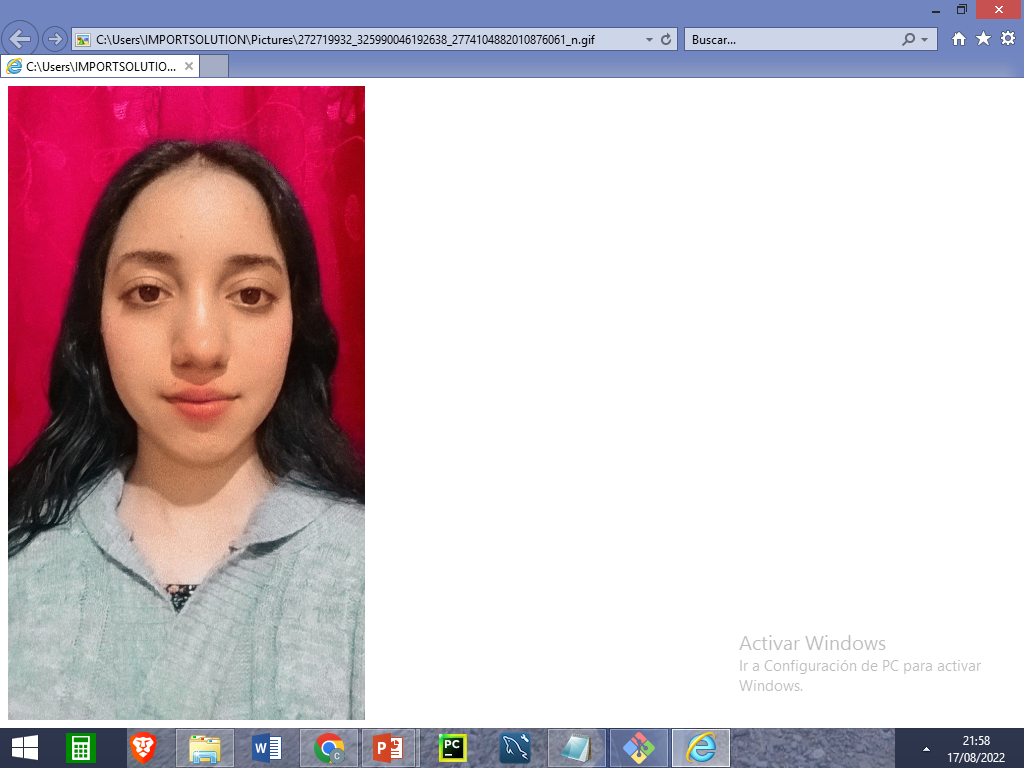 C:\Users\IMPORTSOLUTION\Pictures\272719932_325990046192638_2774104882010876061_n.gif
Buscar...
C:\Users\IMPORTSOLUTIO...
Activar Windows
Ir a Configuración de PC para activar
Windows.
W
C
P
PC
21:58
17/08/2022